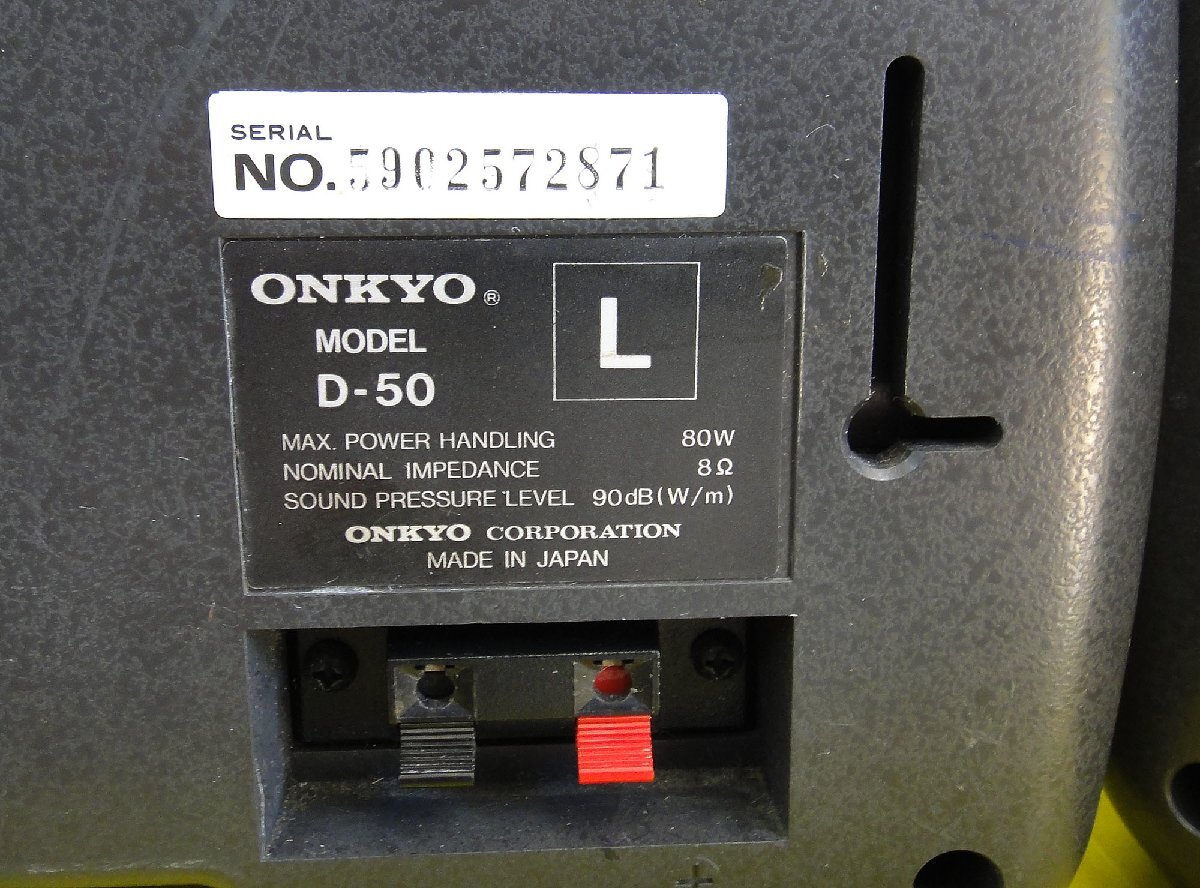 SERIAL
NO. 5902572871
ONKYO®
L
MODEL
D-50
MAX. POWER HANDLING 80W
NOMINAL IMPEDANCE 8Ω
SOUND PRESSURE LEVEL 90dB(W/m)
ONKYO CORPORATION
MADE IN JAPAN